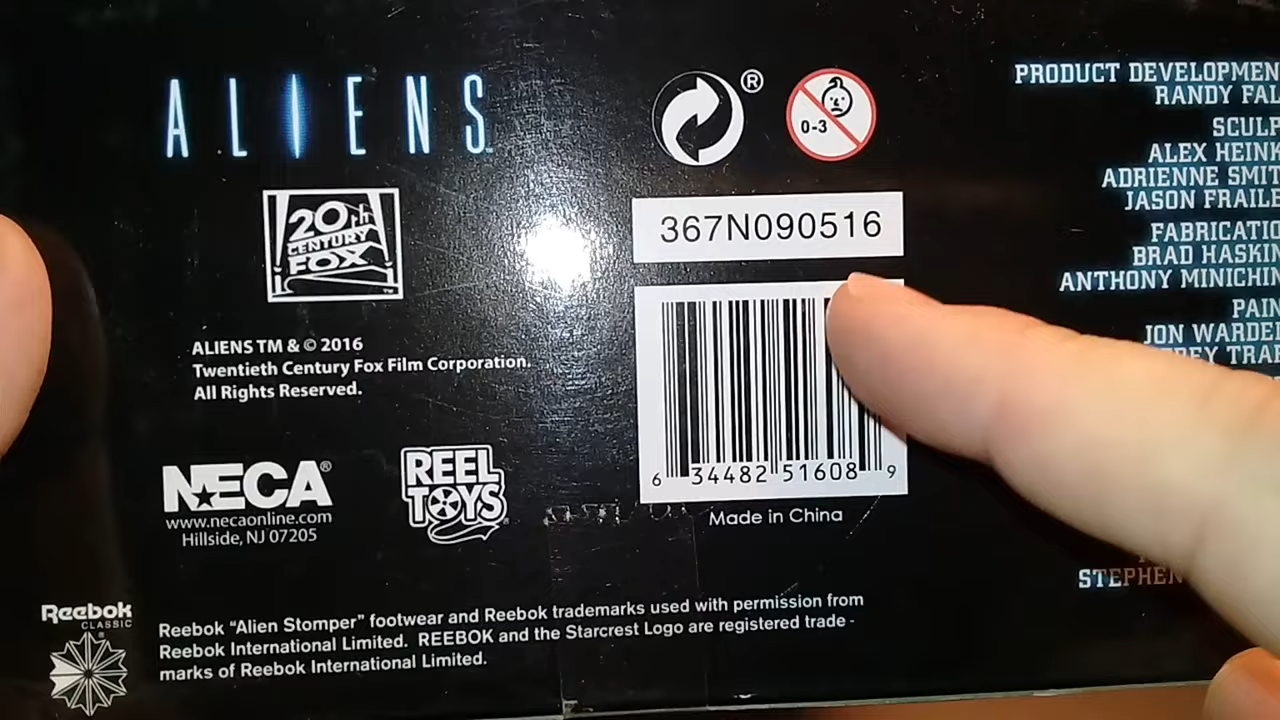 ALIENS
®
0-3
20th
CENTURY
FOX
TM
367N090516
ALIENS TM & © 2016
Twentieth Century Fox Film Corporation.
All Rights Reserved.
6 34482 51608 9
Made in China
NECA®
www.necaonline.com
Hillside, NJ 07205
REEL
TOYS
Reebok
CLASSIC
Reebok “Alien Stomper” footwear and Reebok trademarks used with permission from
Reebok International Limited. REEBOK and the Starcrest Logo are registered trade -
marks of Reebok International Limited.
PRODUCT DEVELOPMEN
RANDY FAL
SCULP
ALEX HEINK
ADRIENNE SMIT
JASON FRAILE
FABRICATIO
BRAD HASKIN
ANTHONY MINICHIN
PAIN
JON WARDE
REY TRA
STEPHEN